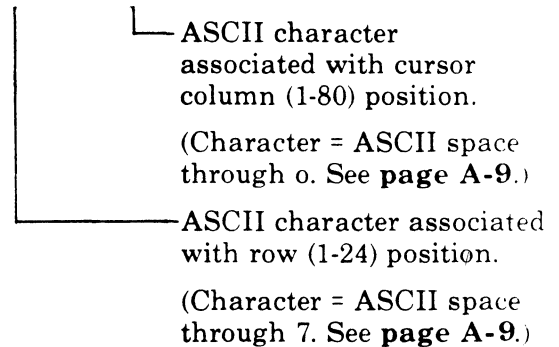 ASCII character
associated with cursor
column (1-80) position.
(Character = ASCII space
through o. See page A-9.)
ASCII character associated
with row (1-24) position.
(Character = ASCII space
through 7. See page A-9.)